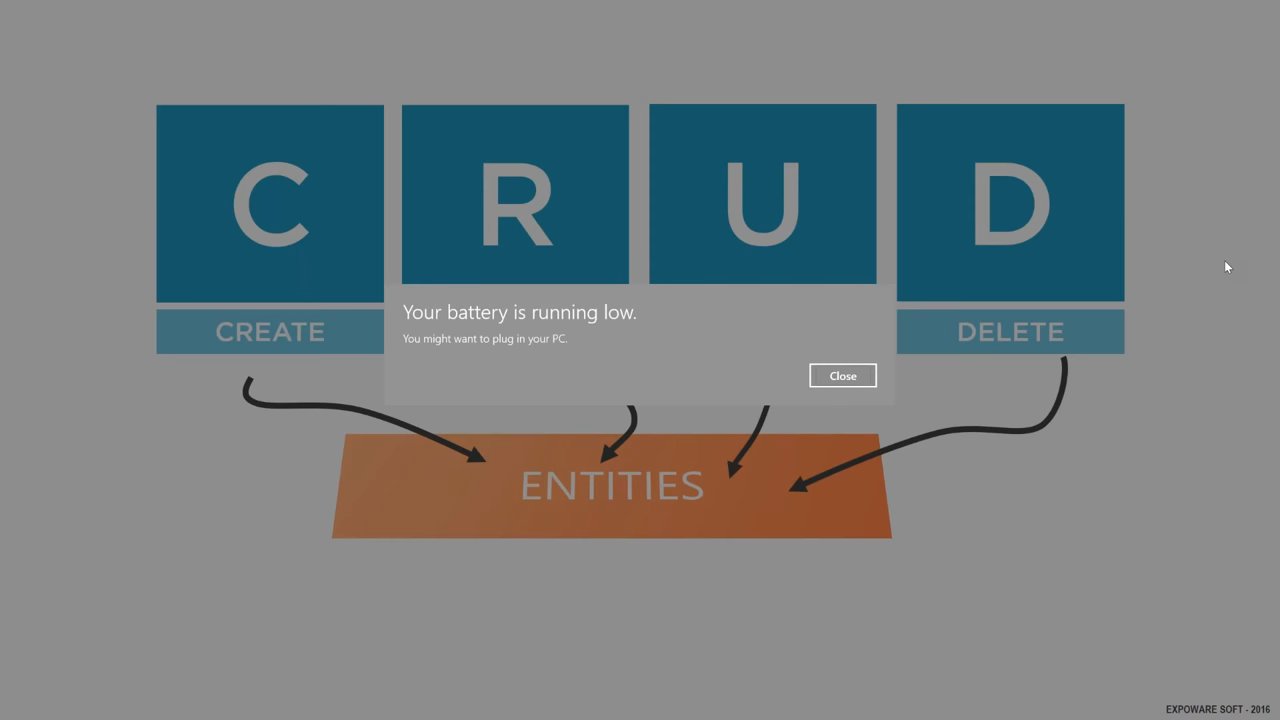 C R U D
CREATE
DELETE
Your battery is running low.
You might want to plug in your PC.
Close
ENTITIES
EXPOWARE SOFT - 2016